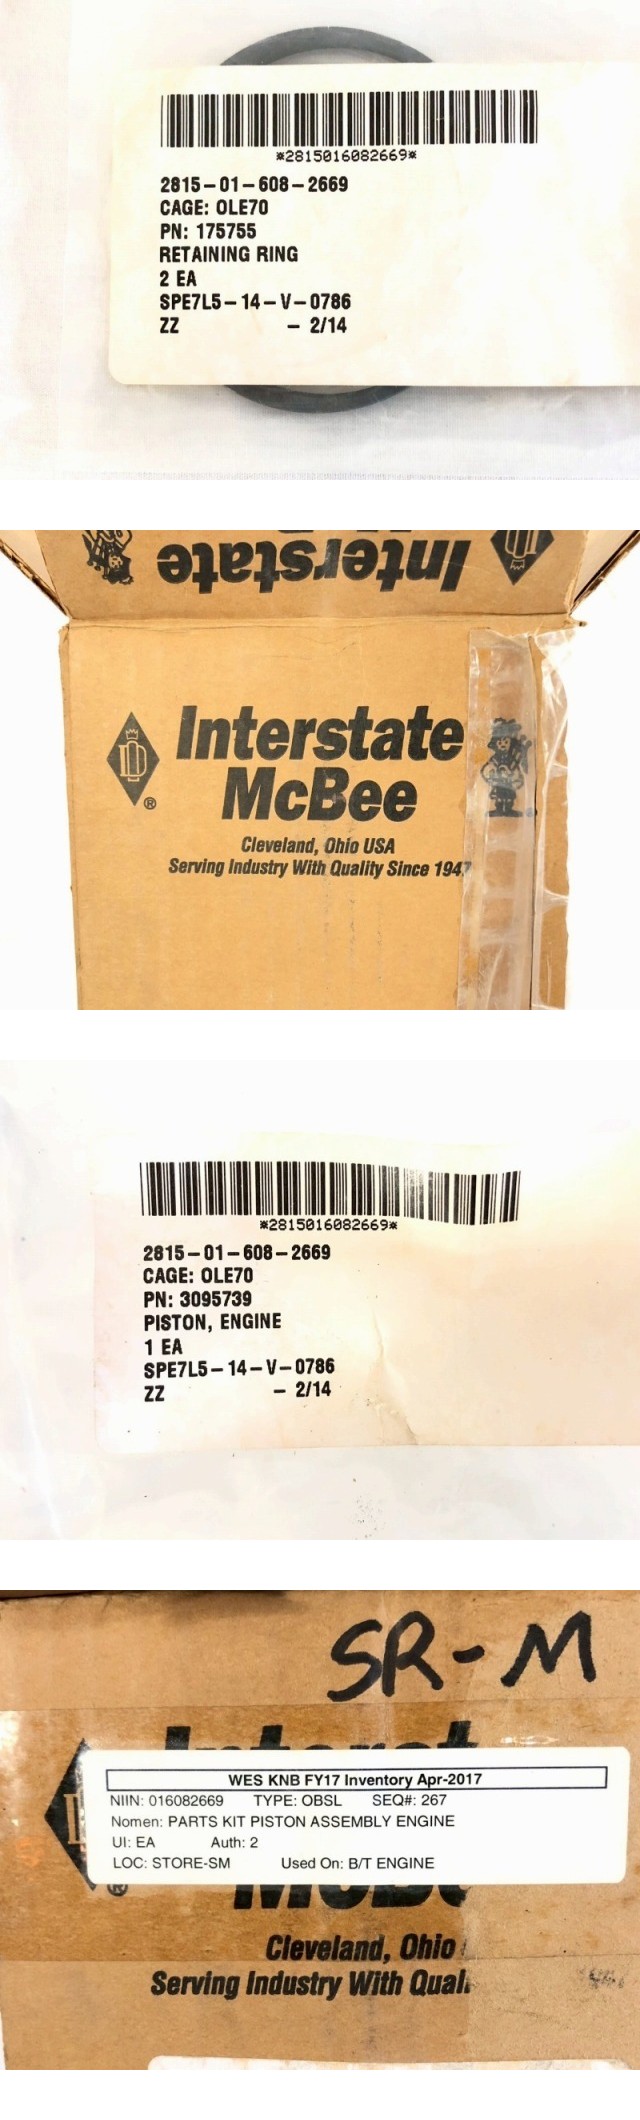 *2815016082669*
2815-01-608-2669
CAGE: OLE70
PN: 175755
RETAINING RING
2 EA
SPE7L5-14-V-0786
ZZ - 2/14
Interstate
D
Interstate
McBee
®
Cleveland, Ohio USA
Serving Industry With Quality Since 1947
*2815016082669*
2815-01-608-2669
CAGE: OLE70
PN: 3095739
PISTON, ENGINE
1 EA
SPE7L5-14-V-0786
ZZ - 2/14
SR-M
Interst
WES KNB FY17 Inventory Apr-2017
NIIN: 016082669 TYPE: OBSL SEQ#: 267
Nomen: PARTS KIT PISTON ASSEMBLY ENGINE
UI: EA Auth: 2
LOC: STORE-SM Used On: B/T ENGINE
®
Cleveland, Ohio
Serving Industry With Qual